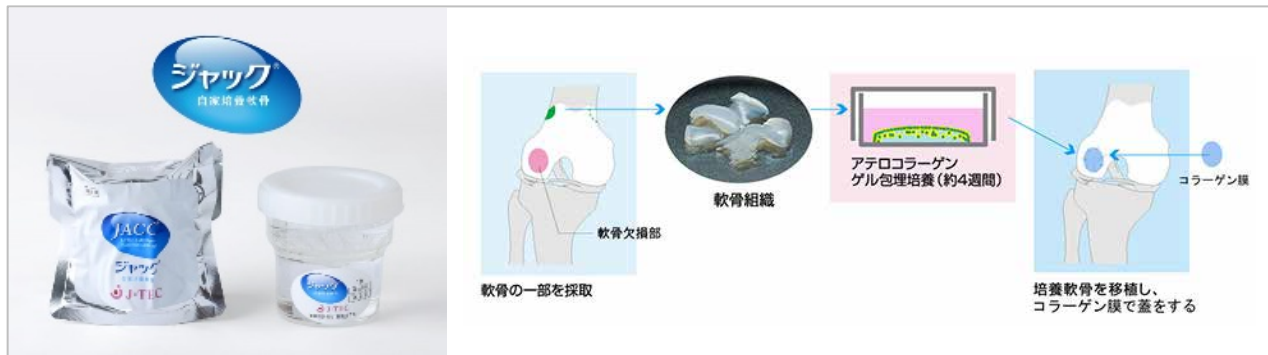 ジャック®
自家培養軟骨
JACC
ジャック
J-TEC
ジャック
J-TEC
軟骨欠損部
軟骨の一部を採取
軟骨組織
アテロコラーゲン
ゲル包埋培養(約4週間)
コラーゲン膜
培養軟骨を移植し、
コラーゲン膜で蓋をする